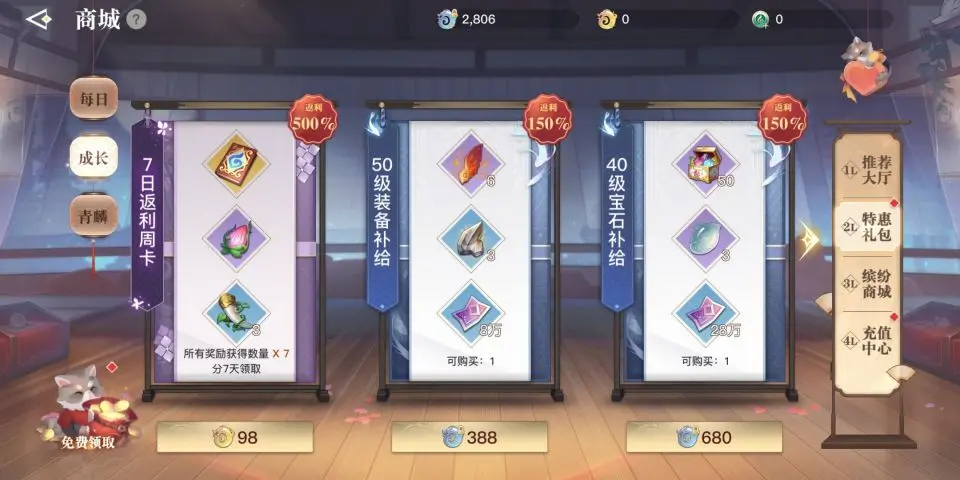 商城
?
2,806
0
0
每日
成长
青麟
7日返利周卡
返利
500%
3
所有奖励获得数量 X 7
分7天领取
98
50级装备补给
返利
150%
6
3
8万
可购买：1
388
40级宝石补给
返利
150%
50
3
28万
可购买：1
680
1L 推荐
大厅
2L 特惠
礼包
3L 缤纷
商城
4L 充值
中心
免费领取